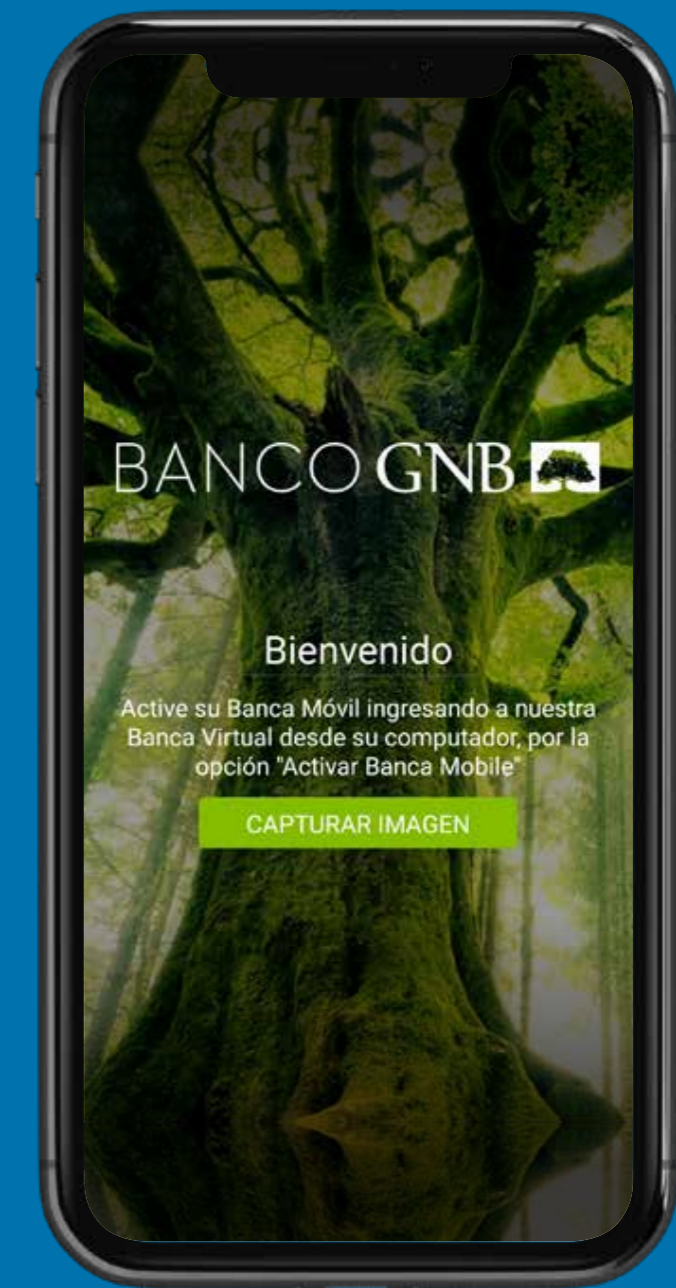 BANCO GNB
Bienvenido
Active su Banca Móvil ingresando a nuestra
Banca Virtual desde su computador, por la
opción "Activar Banca Mobile"
CAPTURAR IMAGEN